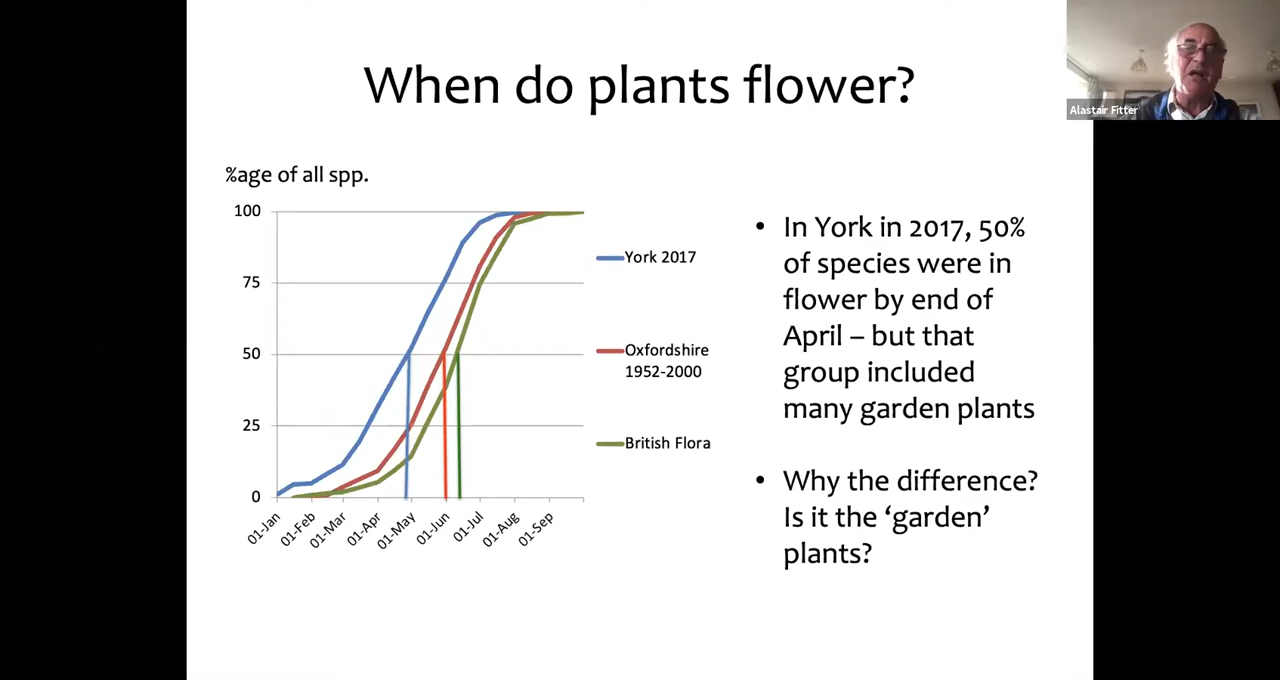 When do plants flower?
Alastair Fitter
%age of all spp.
100
75
50
25
0
01-Jan
01-Feb
01-Mar
01-Apr
01-May
01-Jun
01-Jul
01-Aug
01-Sep
York 2017
Oxfordshire
1952-2000
British Flora
• In York in 2017, 50%
of species were in
flower by end of
April – but that
group included
many garden plants
• Why the difference?
Is it the ‘garden’
plants?